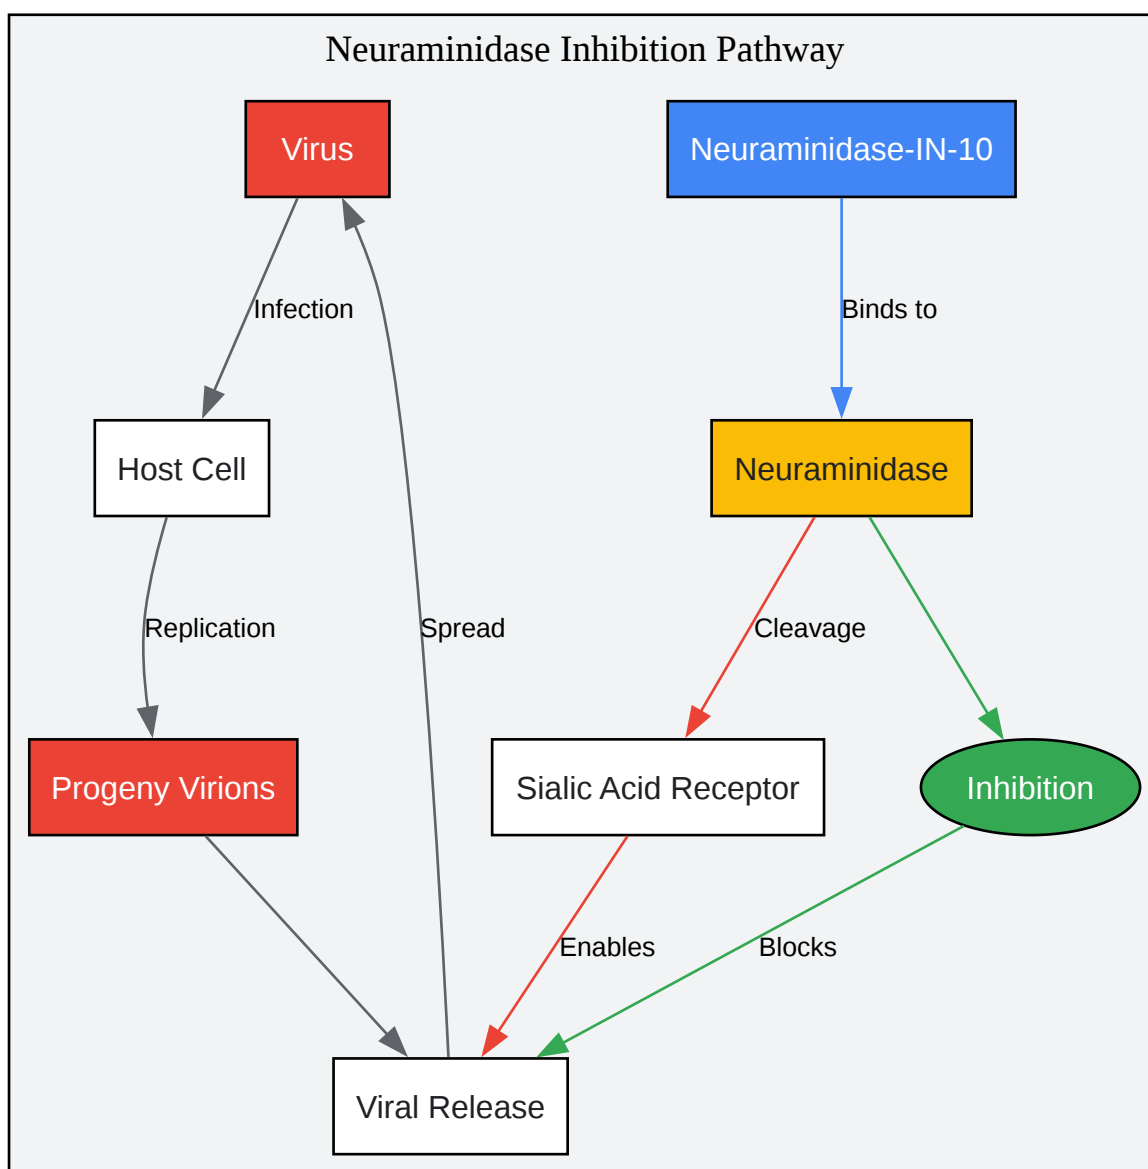 Neuraminidase Inhibition Pathway
Virus
Neuraminidase-IN-10
Infection
Binds to
Host Cell
Neuraminidase
Replication
Spread
Cleavage
Progeny Virions
Sialic Acid Receptor
Inhibition
Enables
Blocks
Viral Release